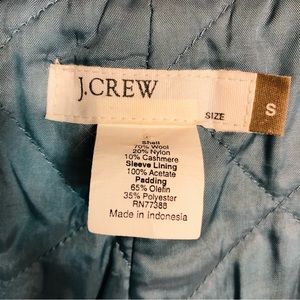 J.CREW
SIZE
S
Shell
70% Wool
20% Nylon
10% Cashmere
Sleeve Lining
100% Acetate
Padding
65% Olefin
35% Polyester
RN77388
Made in Indonesia